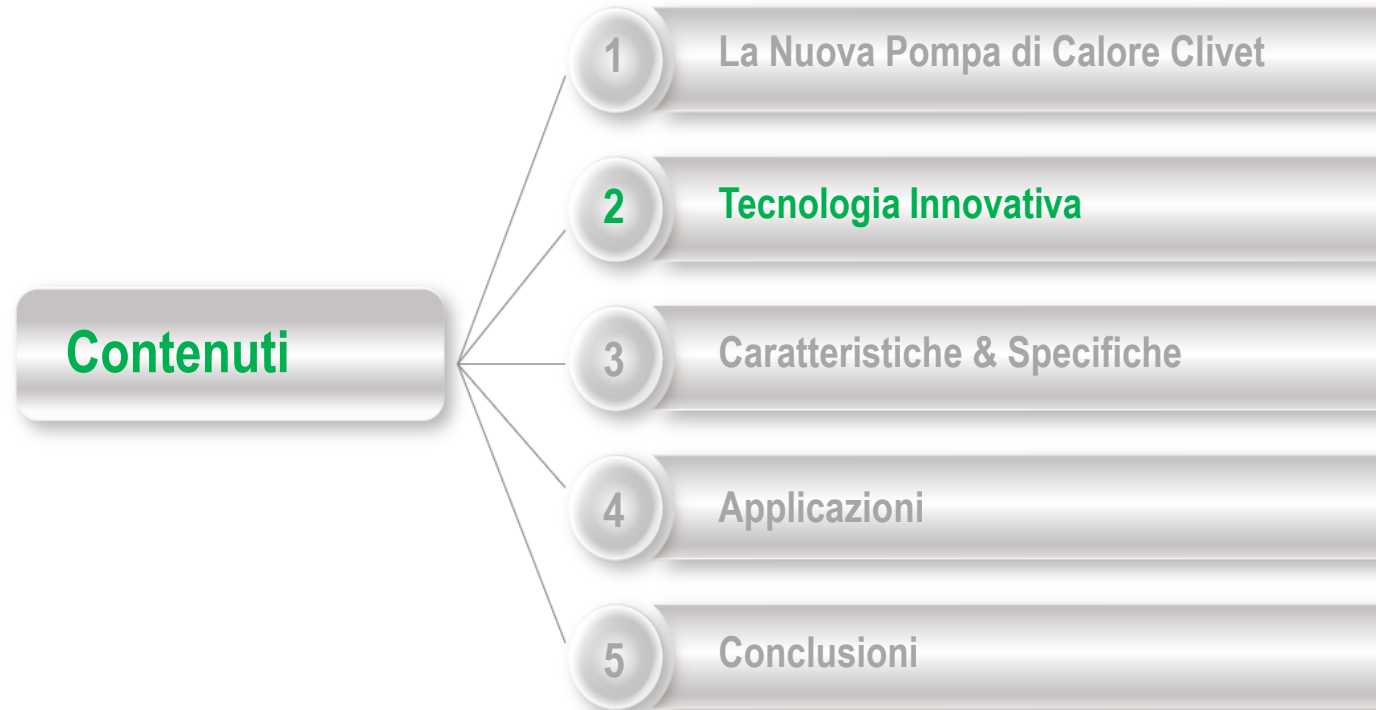 Contenuti
1
La Nuova Pompa di Calore Clivet
2
Tecnologia Innovativa
3
Caratteristiche & Specifiche
4
Applicazioni
5
Conclusioni